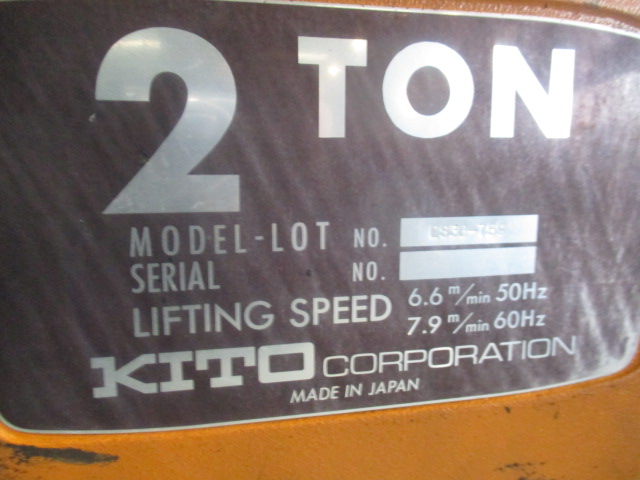 2 TON
MODEL-LOT NO.
SERIAL NO.
LIFTING SPEED 6.6 m/min 50Hz
7.9 m/min 60Hz
KITO CORPORATION
MADE IN JAPAN